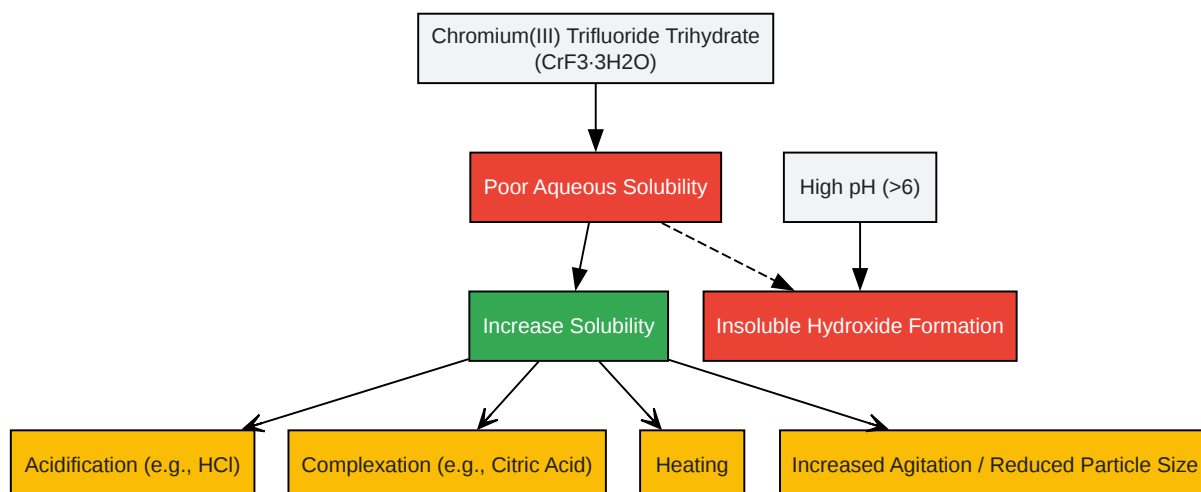 Chromium(III) Trifluoride Trihydrate
(CrF3·3H2O)
Poor Aqueous Solubility
High pH (>6)
Increase Solubility
Insoluble Hydroxide Formation
Acidification (e.g., HCl)
Complexation (e.g., Citric Acid)
Heating
Increased Agitation / Reduced Particle Size